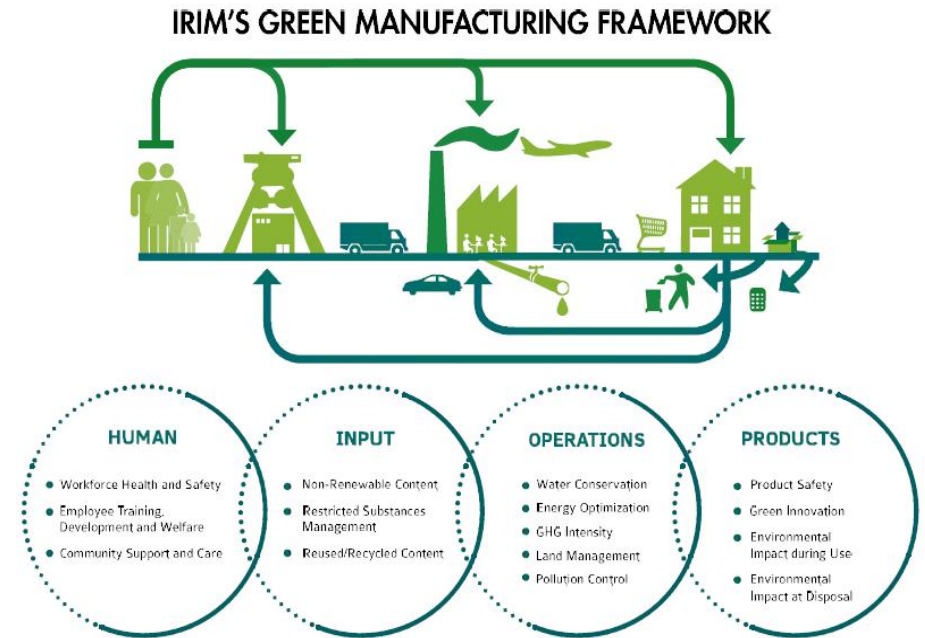 IRIM'S GREEN MANUFACTURING FRAMEWORK
HUMAN
Workforce Health and Safety
Employee Training,
Development and Welfare
Community Support and Care
INPUT
Non-Renewable Content
Restricted Substances
Management
Reused/Recycled Content
OPERATIONS
Water Conservation
Energy Optimization
GHG Intensity
Land Management
Pollution Control
PRODUCTS
Product Safety
Green Innovation
Environmental
Impact during Use
Environmental
Impact at Disposal